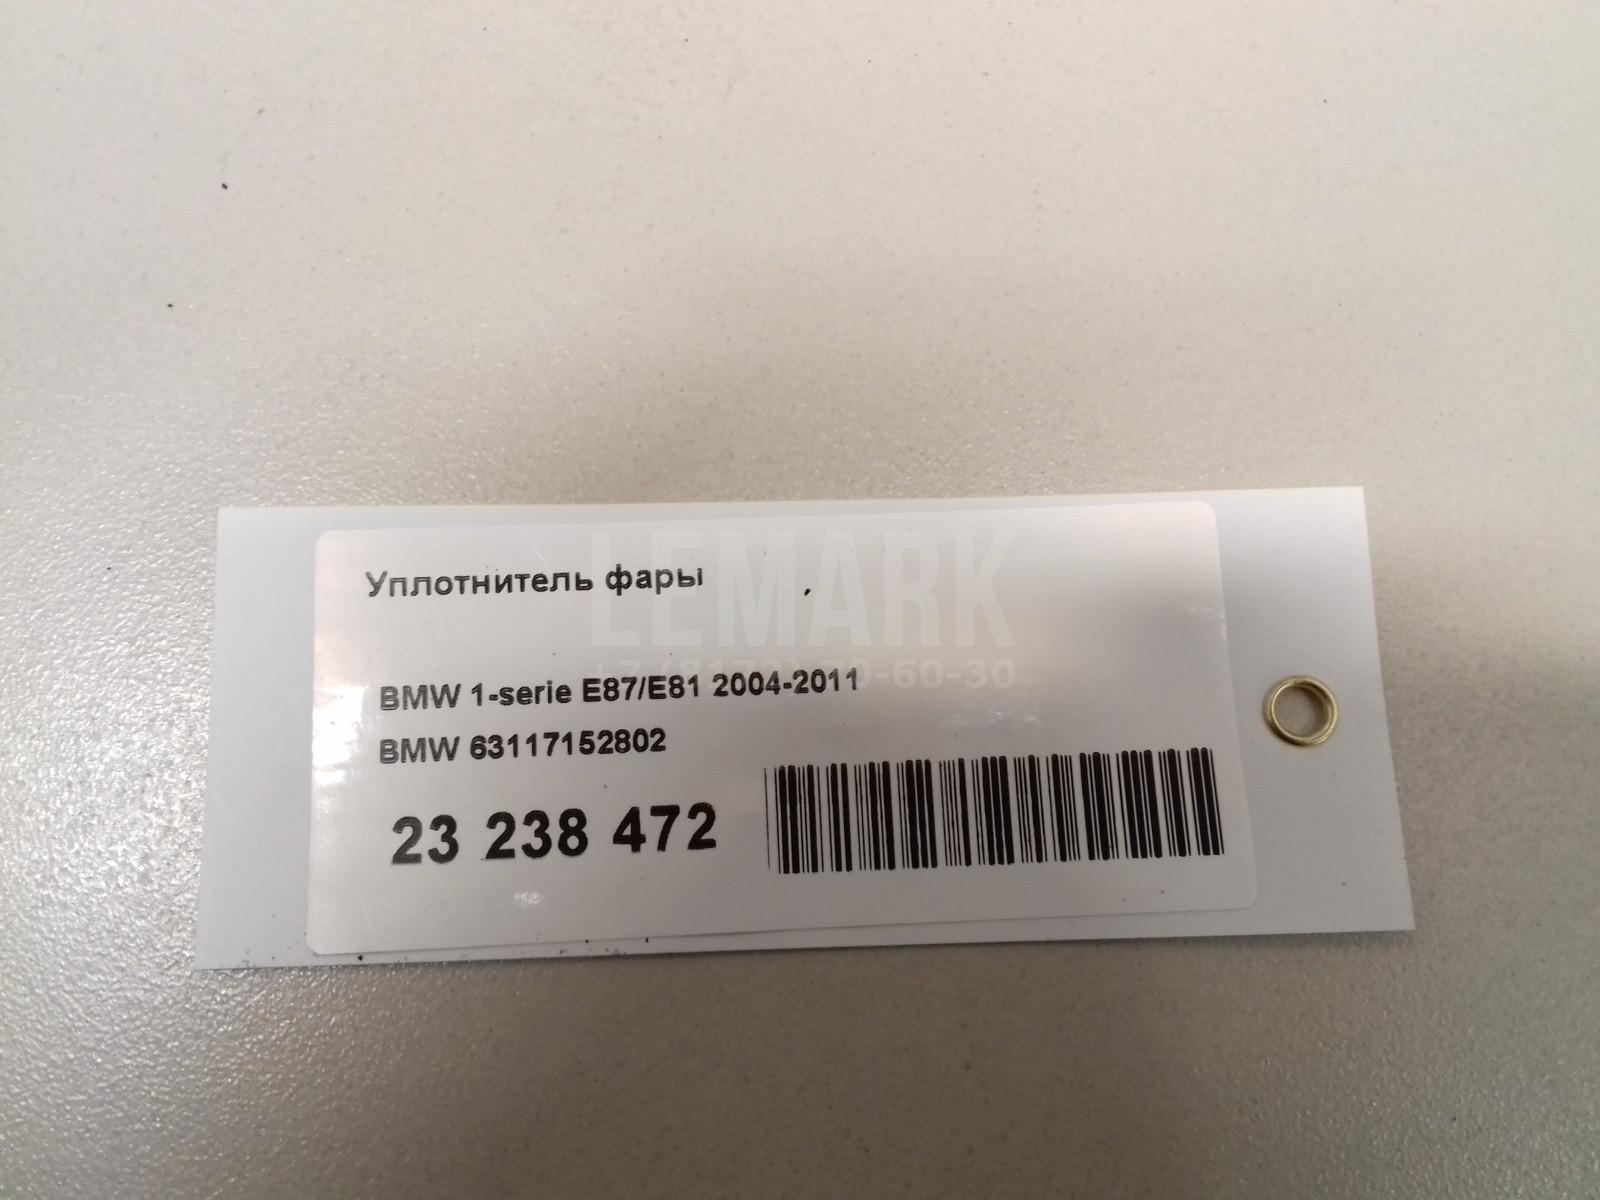 Уплотнитель фары
LEMARK
BMW 1-serie E87/E81 2004-2011
BMW 63117152802
23 238 472